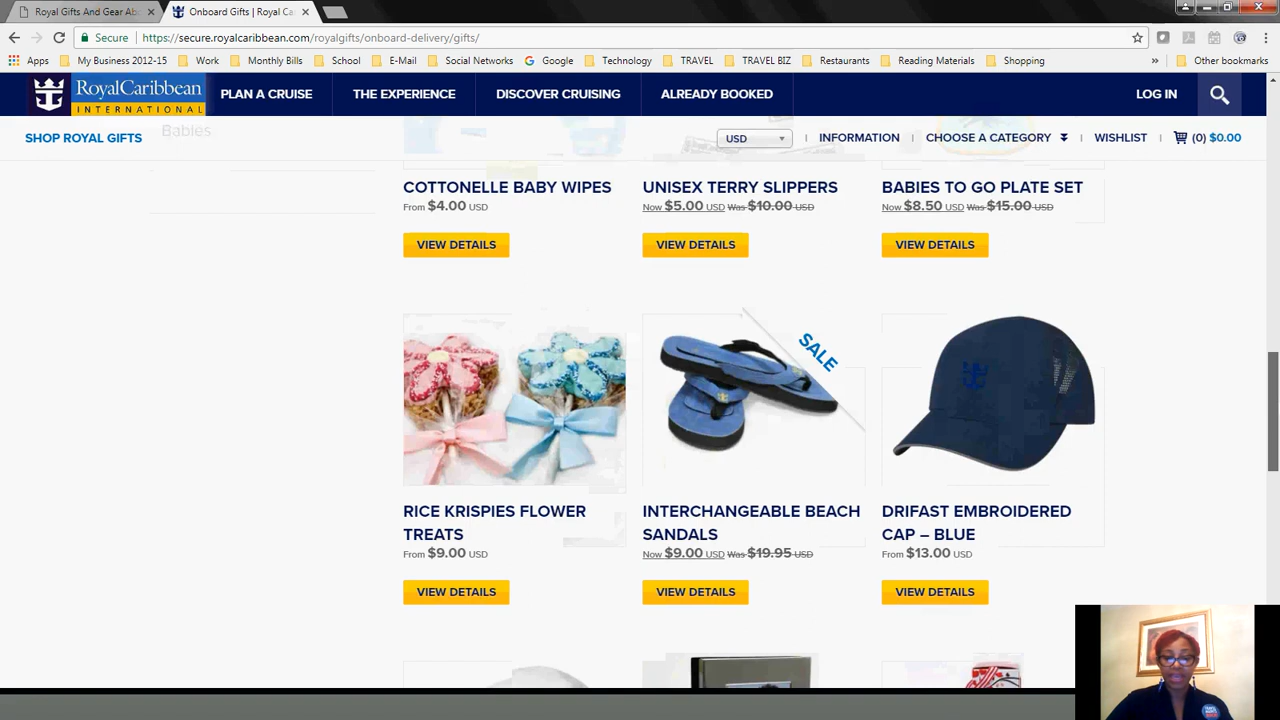 Royal Gifts And Gear Ab
Onboard Gifts | Royal Ca
Secure
https://secure.royalcaribbean.com/royalgifts/onboard-delivery/gifts/
Apps
My Business 2012-15
Work
Monthly Bills
School
E-Mail
Social Networks
Google
Technology
TRAVEL
TRAVEL BIZ
Restaurants
Reading Materials
Shopping
»
Other bookmarks
RoyalCaribbean
INTERNATIONAL
PLAN A CRUISE
THE EXPERIENCE
DISCOVER CRUISING
ALREADY BOOKED
LOG IN
SHOP ROYAL GIFTS
Babies
USD
INFORMATION
CHOOSE A CATEGORY
WISHLIST
(0) $0.00
COTTONELLE BABY WIPES
From $4.00 USD
VIEW DETAILS
UNISEX TERRY SLIPPERS
Now $5.00 USD Was $10.00 USD
VIEW DETAILS
BABIES TO GO PLATE SET
Now $8.50 USD Was $15.00 USD
VIEW DETAILS
SALE
RICE KRISPIES FLOWER
TREATS
From $9.00 USD
VIEW DETAILS
INTERCHANGEABLE BEACH
SANDALS
Now $9.00 USD Was $19.95 USD
VIEW DETAILS
DRIFAST EMBROIDERED
CAP – BLUE
From $13.00 USD
VIEW DETAILS